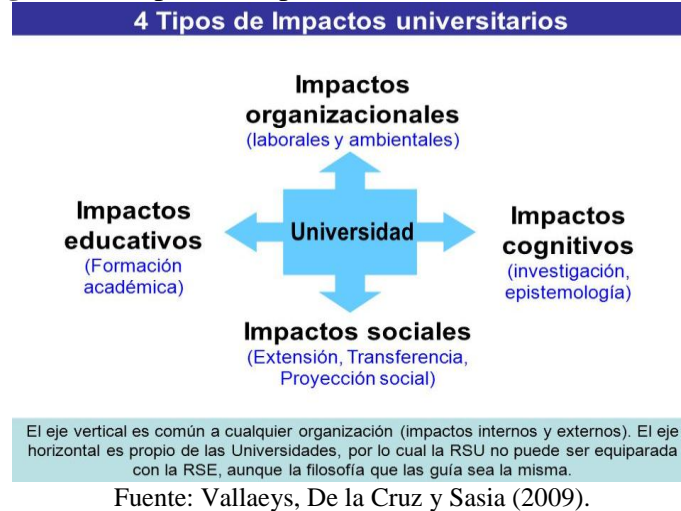 4 Tipos de Impactos universitarios
Impactos
organizacionales
(laborales y ambientales)
Impactos
educativos
(Formación
académica)
Universidad
Impactos
cognitivos
(investigación,
epistemología)
Impactos sociales
(Extensión, Transferencia,
Proyección social)
El eje vertical es común a cualquier organización (impactos internos y externos). El eje
horizontal es propio de las Universidades, por lo cual la RSU no puede ser equiparada
con la RSE, aunque la filosofía que las guía sea la misma.
Fuente: Vallaeys, De la Cruz y Sasia (2009).